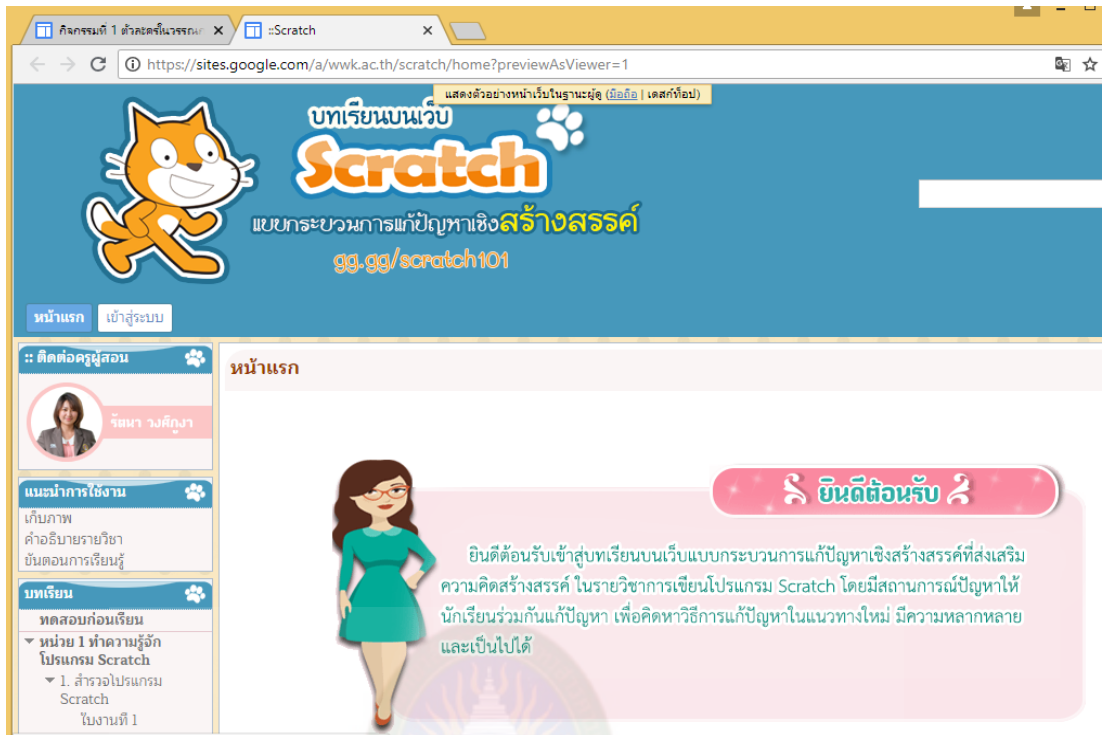 กิจกรรมที่ 1 ตัวละครในวรรณก
::Scratch
https://sites.google.com/a/wwk.ac.th/scratch/home?previewAsViewer=1
แสดงตัวอย่างหน้าเว็บในฐานะผู้ดู (มือถือ | เดสก์ท็อป)
บทเรียนบนเว็บ
Scratch
แบบกระบวนการแก้ปัญหาเชิงสร้างสรรค์
gg.gg/scratch101
หน้าแรก เข้าสู่ระบบ
:: ติดต่อครูผู้สอน
รัตนา วงศ์ภูงา
แนะนำการใช้งาน
เก็บภาพ
คำอธิบายรายวิชา
ขั้นตอนการเรียนรู้
บทเรียน
ทดสอบก่อนเรียน
หน่วย 1 ทำความรู้จัก
โปรแกรม Scratch
1. สำรวจโปรแกรม
Scratch
ใบงานที่ 1
หน้าแรก
ยินดีต้อนรับ
ยินดีต้อนรับเข้าสู่บทเรียนบนเว็บแบบกระบวนการแก้ปัญหาเชิงสร้างสรรค์ที่ส่งเสริม
ความคิดสร้างสรรค์ ในรายวิชาการเขียนโปรแกรม Scratch โดยมีสถานการณ์ปัญหาให้
นักเรียนร่วมกันแก้ปัญหา เพื่อคิดหาวิธีการแก้ปัญหาในแนวทางใหม่ มีความหลากหลาย
และเป็นไปได้